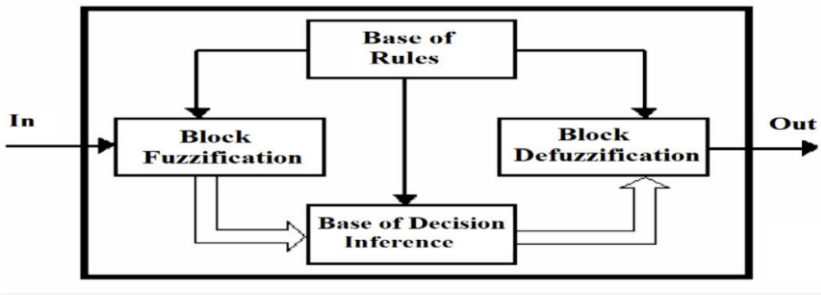 Base of
Rules
In
Block
Fuzzification
Block
Defuzzification
Out
Base of Decision
Inference